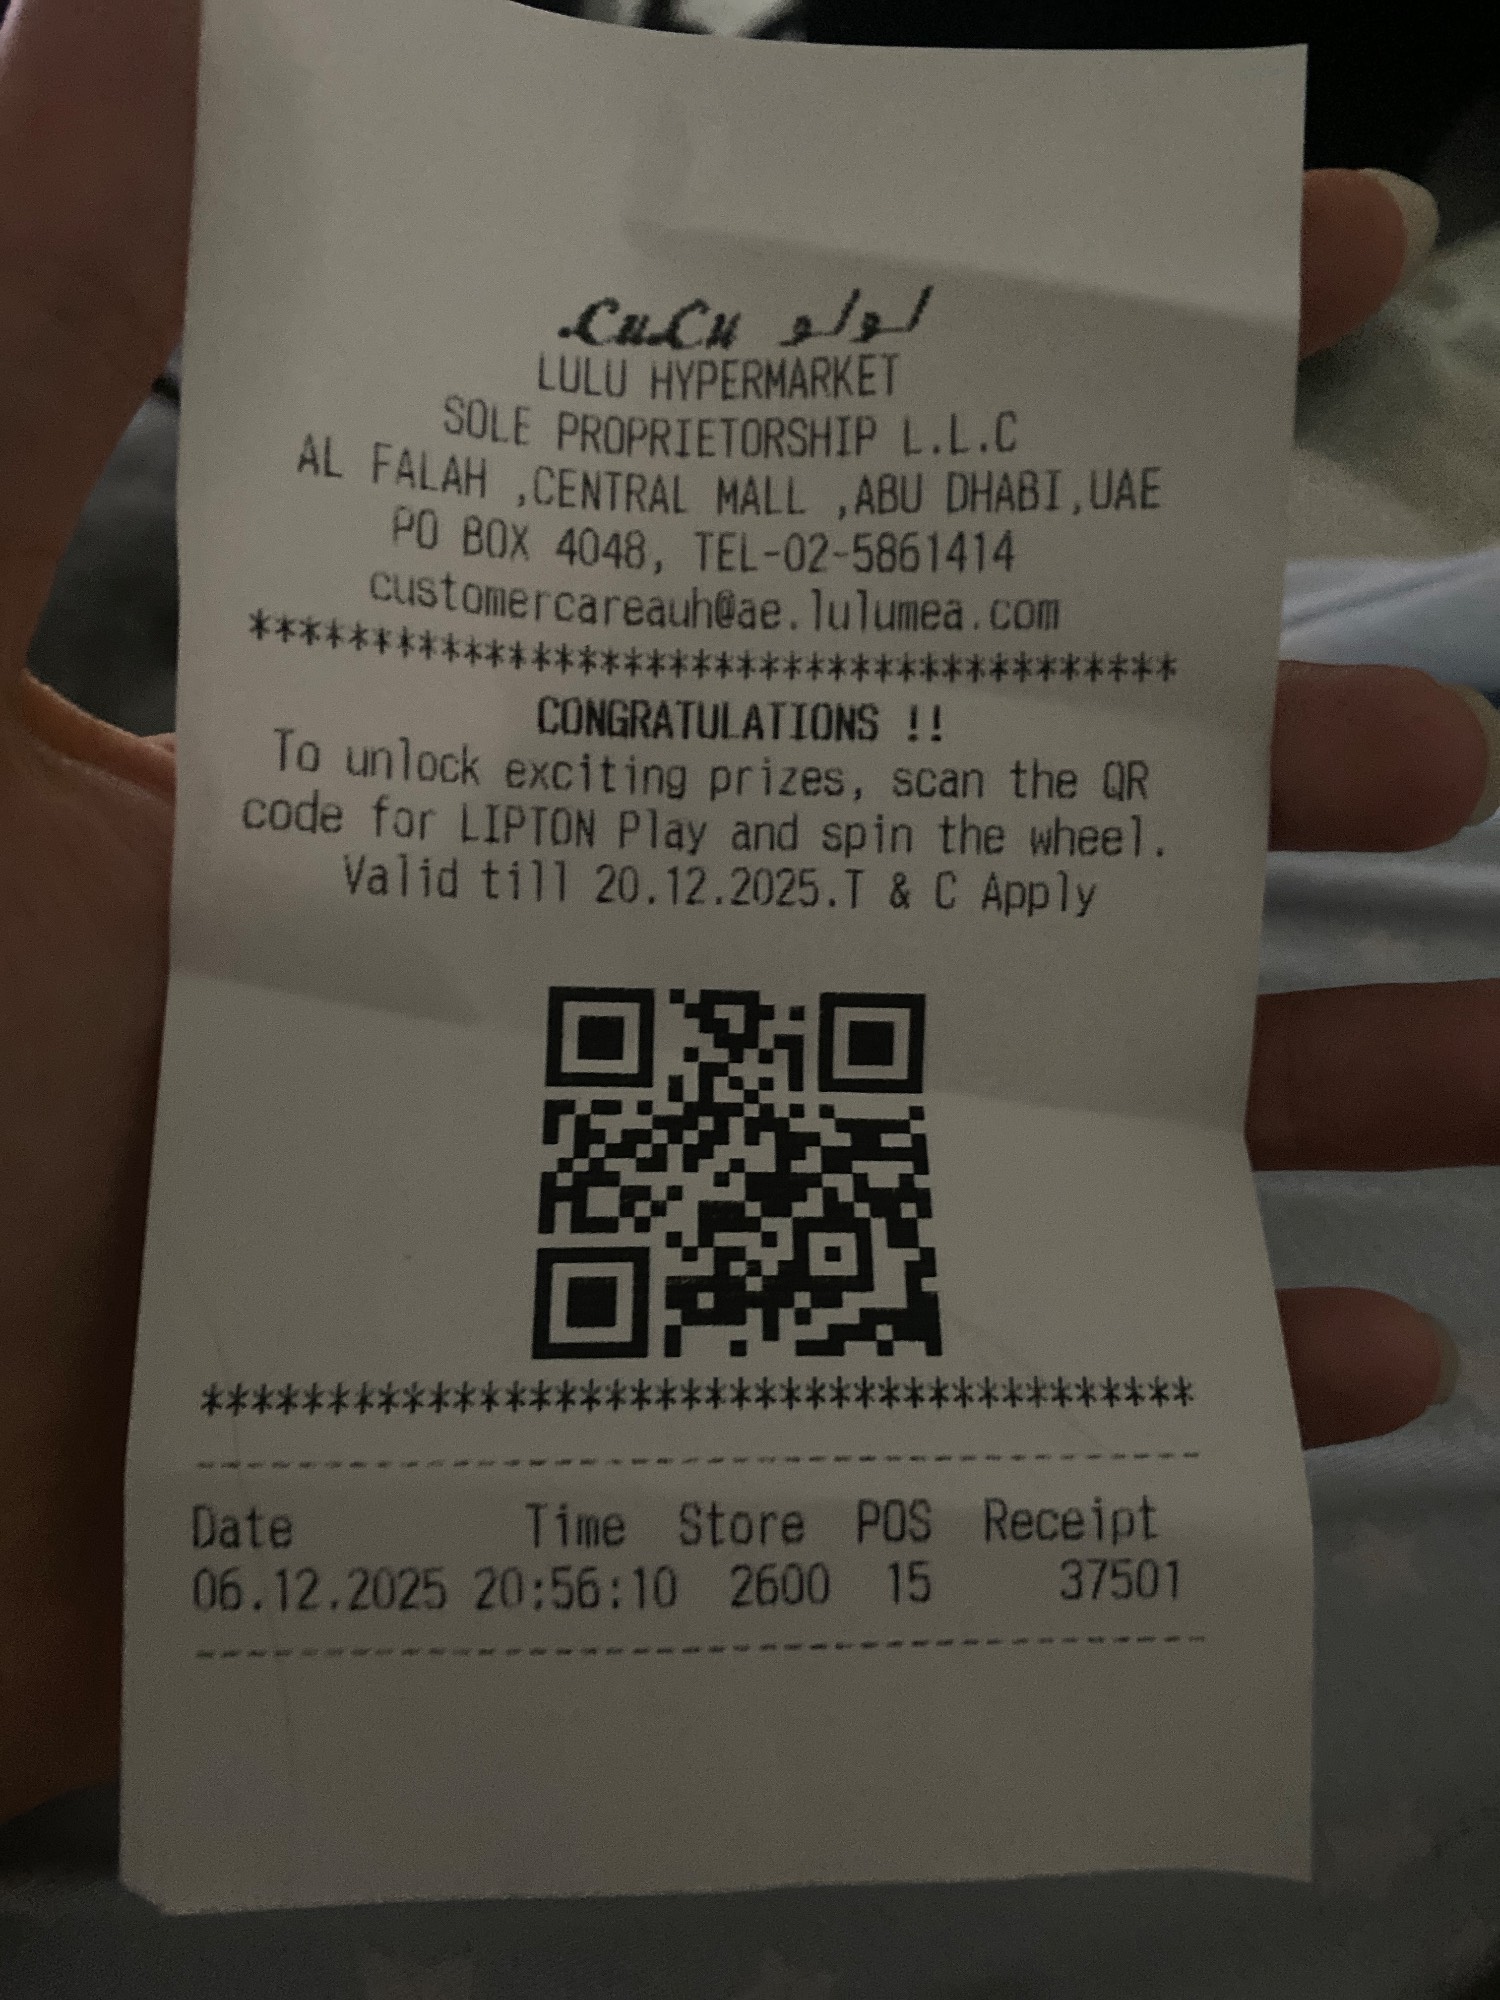 LuLu لولو
LULU HYPERMARKET
SOLE PROPRIETORSHIP L.L.C
AL FALAH ,CENTRAL MALL ,ABU DHABI,UAE
PO BOX 4048, TEL-02-5861414
customercareauh@ae.lulumea.com
****************************************
CONGRATULATIONS !!
To unlock exciting prizes, scan the QR
code for LIPTON Play and spin the wheel.
Valid till 20.12.2025.T & C Apply
****************************************
----------------------------------------
Date Time Store POS Receipt
06.12.2025 20:56:10 2600 15 37501
----------------------------------------